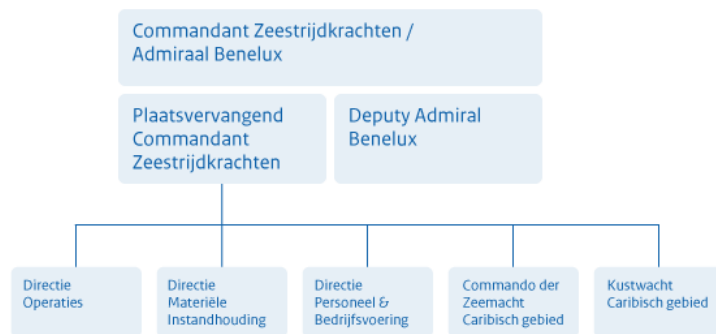 Commandant Zeestrijdkrachten /
Admiraal Benelux
Plaatsvervangend
Commandant
Zeestrijdkrachten
Deputy Admiral
Benelux
Directie
Operaties
Directie
Materiële
Instandhouding
Directie
Personeel &
Bedrijfsvoering
Commando der
Zeemacht
Caribisch gebied
Kustwacht
Caribisch gebied